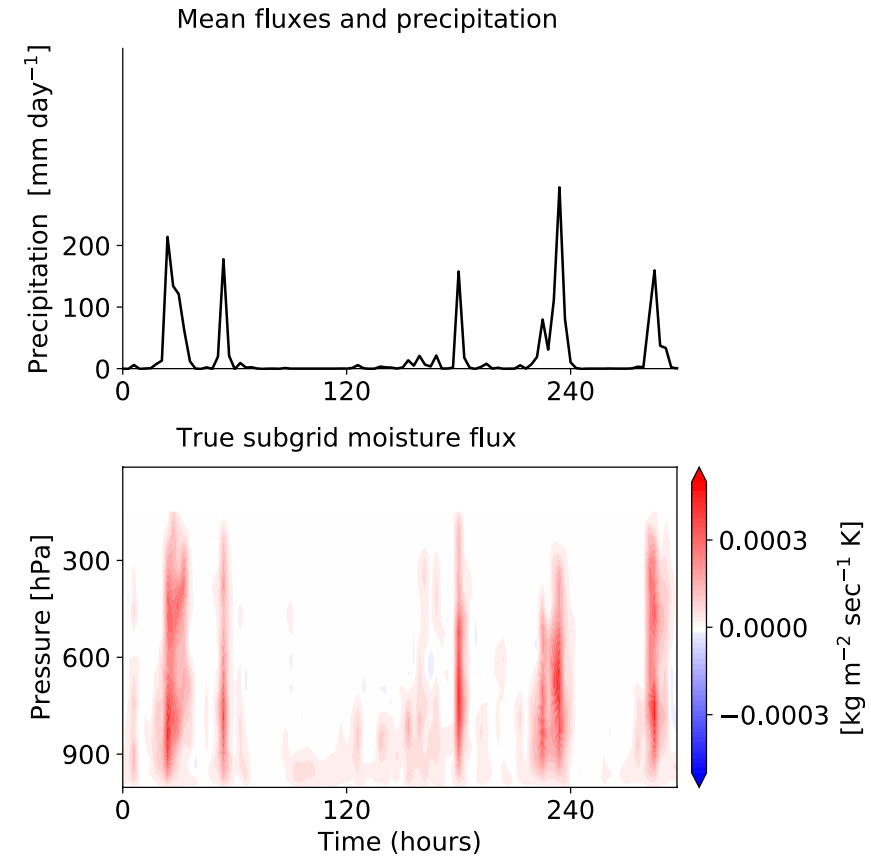 Mean fluxes and precipitation
Precipitation [mm day⁻¹]
200
100
0
0 120 240
True subgrid moisture flux
Pressure [hPa]
300
600
900
0 120 240
Time (hours)
0.0003
0.0000
−0.0003
[kg m⁻² sec⁻¹ K]